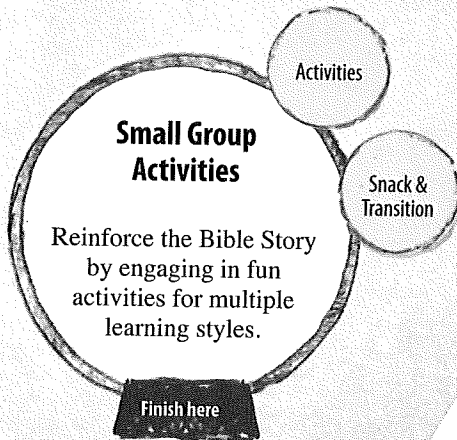 Activities
Small Group
Activities
Snack &
Transition
Reinforce the Bible Story
by engaging in fun
activities for multiple
learning styles.
Finish here